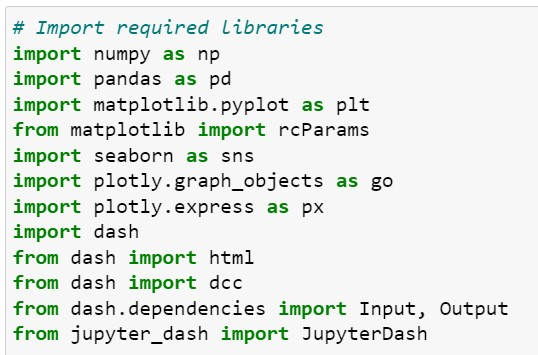 # Import required libraries
import numpy as np
import pandas as pd
import matplotlib.pyplot as plt
from matplotlib import rcParams
import seaborn as sns
import plotly.graph_objects as go
import plotly.express as px
import dash
from dash import html
from dash import dcc
from dash.dependencies import Input, Output
from jupyter_dash import JupyterDash